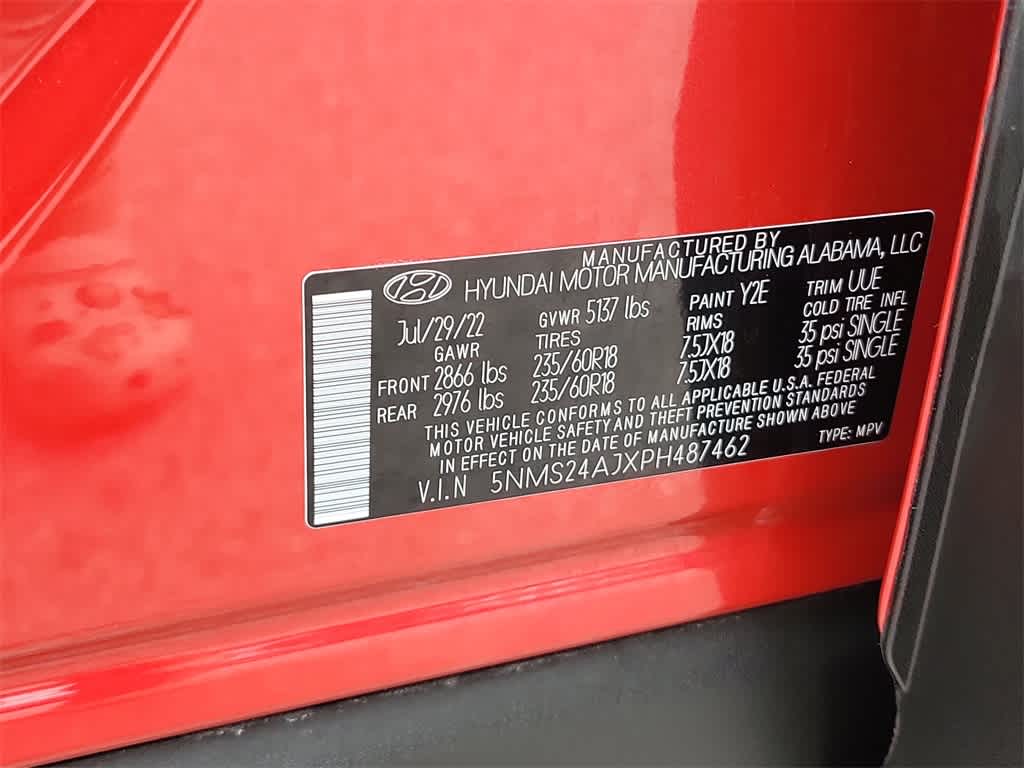 MANUFACTURED BY
HYUNDAI MOTOR MANUFACTURING ALABAMA, LLC
Jul/29/22 GVWR 5137 lbs PAINT Y2E TRIM UUE
GAWR TIRES RIMS COLD TIRE INFL
FRONT 2866 lbs 235/60R18 7.5JX18 35 psi SINGLE
REAR 2976 lbs 235/60R18 7.5JX18 35 psi SINGLE
THIS VEHICLE CONFORMS TO ALL APPLICABLE U.S.A. FEDERAL
MOTOR VEHICLE SAFETY AND THEFT PREVENTION STANDARDS
IN EFFECT ON THE DATE OF MANUFACTURE SHOWN ABOVE
V.I.N 5NMS24AJXPH487462 TYPE: MPV